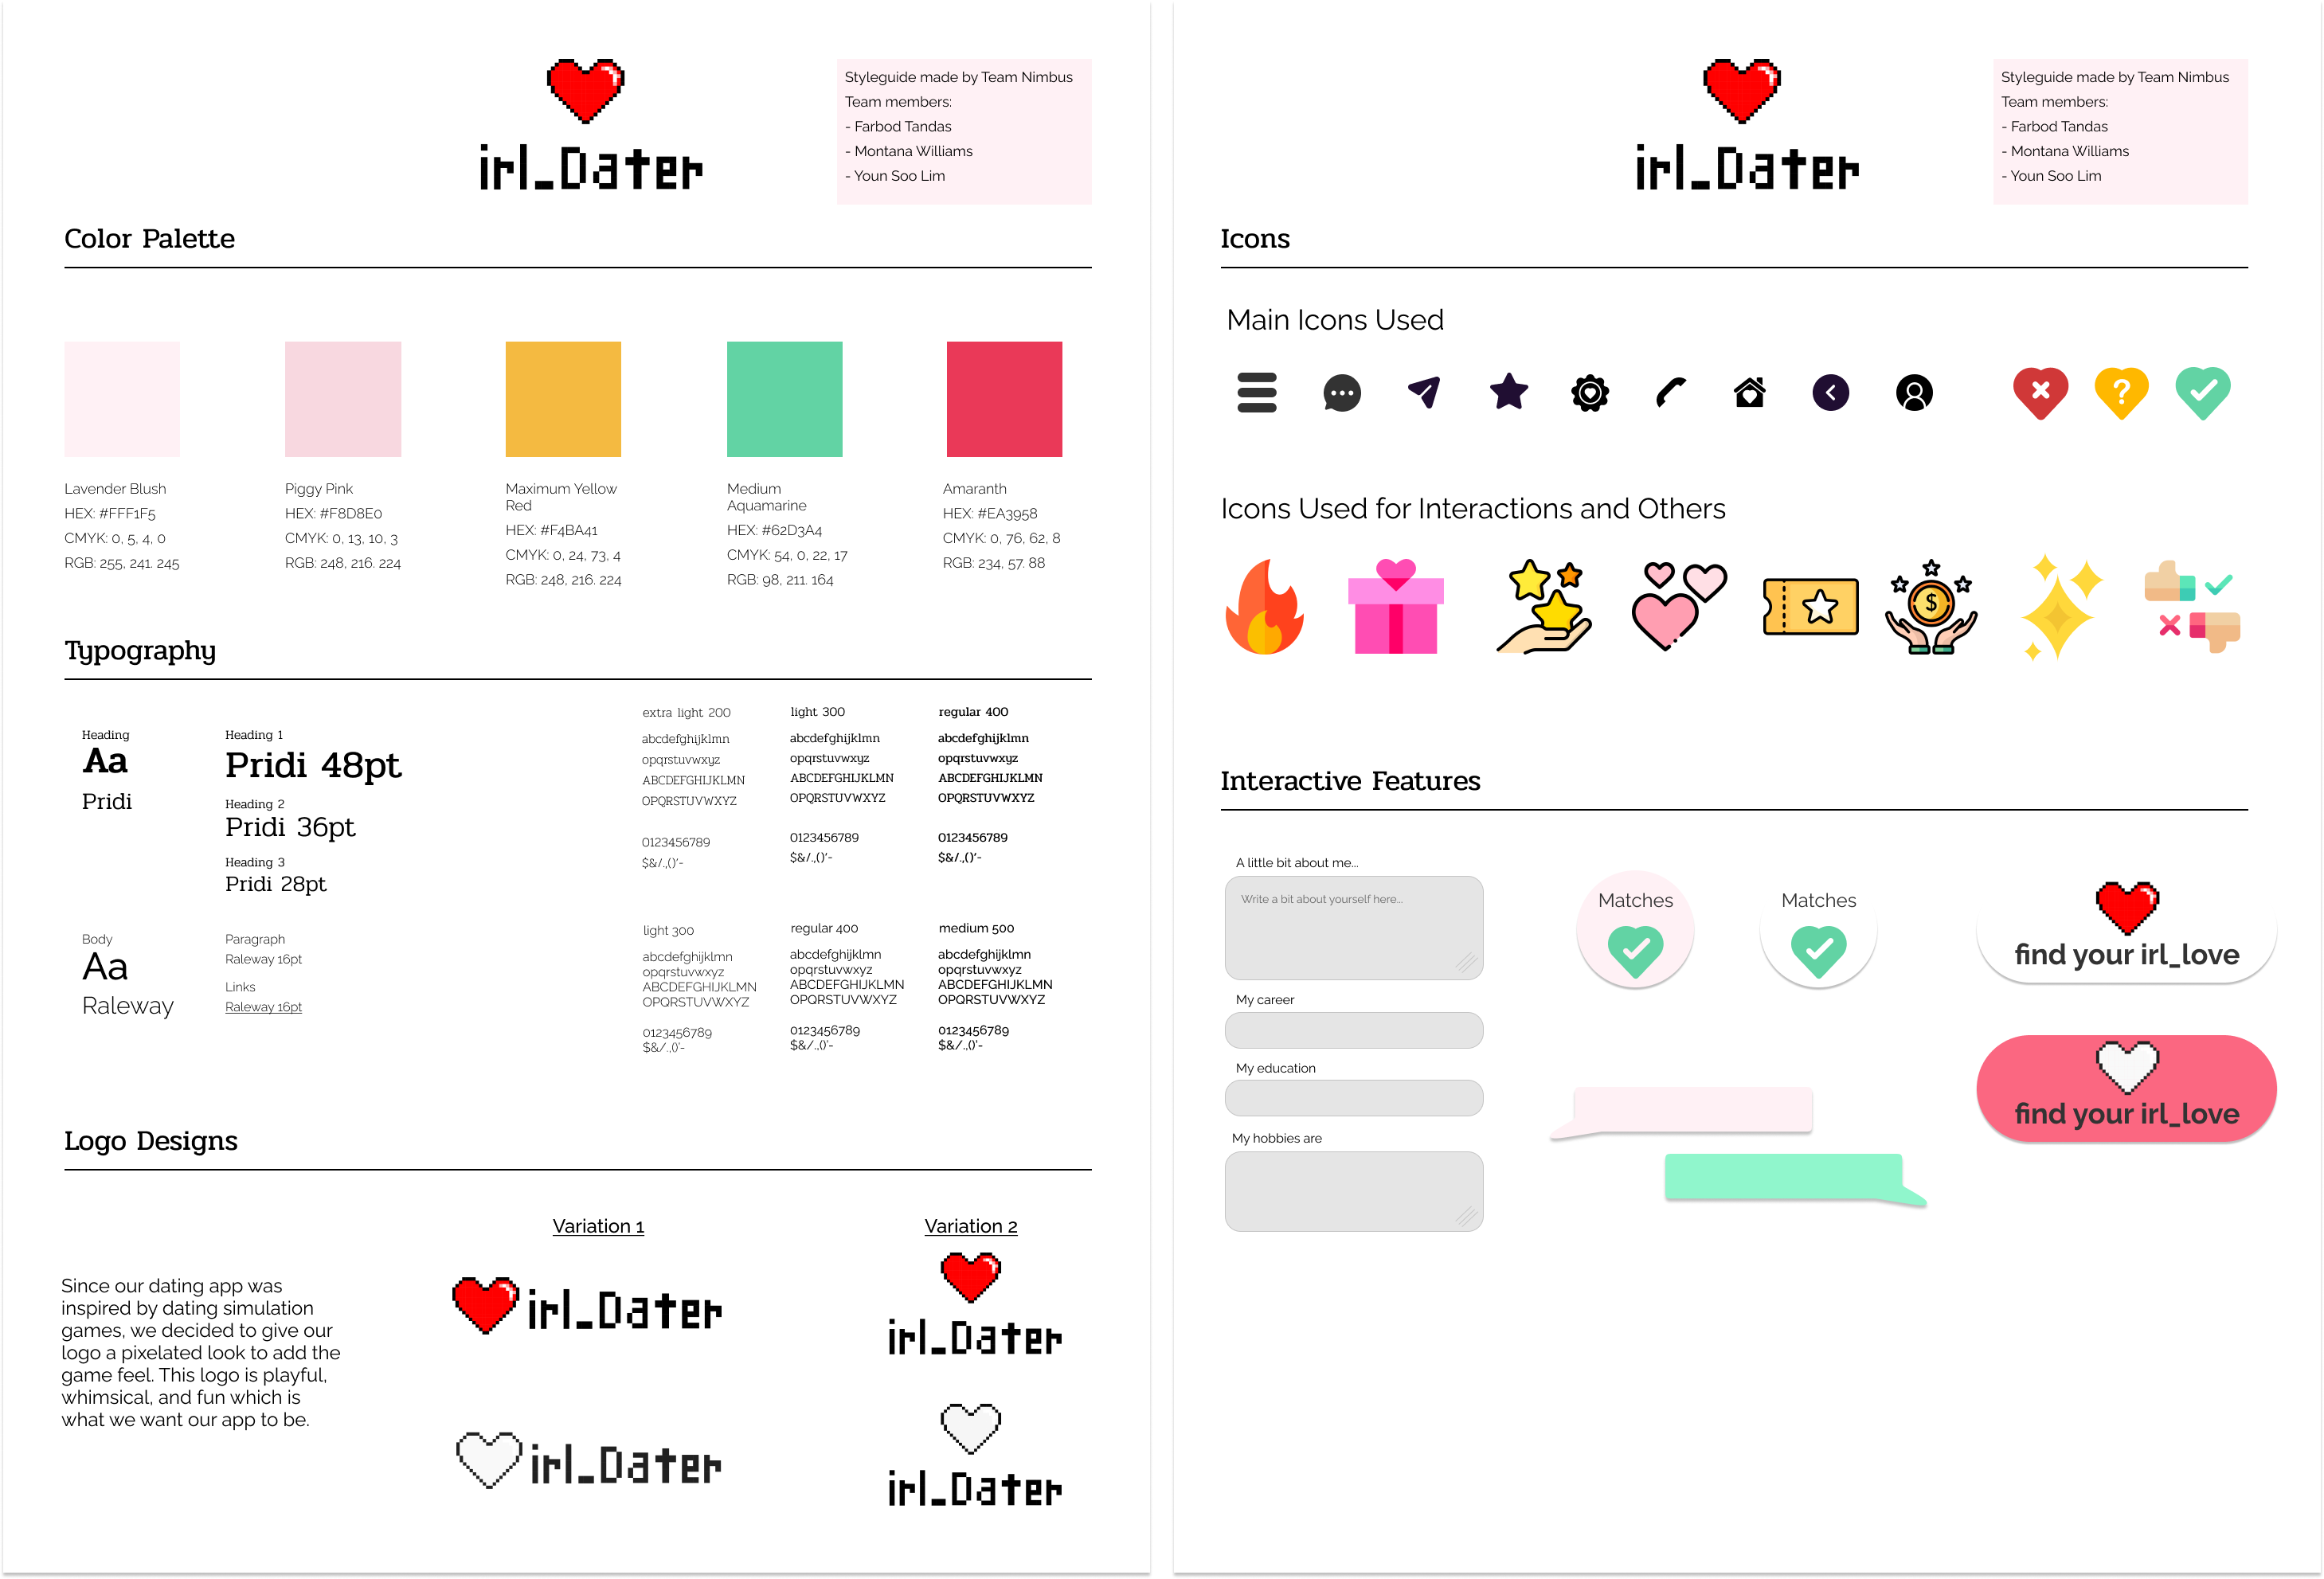 irl_Dater
Styleguide made by Team Nimbus
Team members:
- Farbod Tandas
- Montana Williams
- Youn Soo Lim
Color Palette
Lavender Blush
HEX: #FFF1F5
CMYK: 0, 5, 4, 0
RGB: 255, 241. 245
Piggy Pink
HEX: #F8D8E0
CMYK: 0, 13, 10, 3
RGB: 248, 216. 224
Maximum Yellow
Red
HEX: #F4BA41
CMYK: 0, 24, 73, 4
RGB: 248, 216. 224
Medium
Aquamarine
HEX: #62D3A4
CMYK: 54, 0, 22, 17
RGB: 98, 211. 164
Amaranth
HEX: #EA3958
CMYK: 0, 76, 62, 8
RGB: 234, 57. 88
Typography
Heading
Aa
Pridi
Heading 1
Pridi 48pt
Heading 2
Pridi 36pt
Heading 3
Pridi 28pt
extra light 200
abcdefghijklmn
opqrstuvwxyz
ABCDEFGHIJKLMN
OPQRSTUVWXYZ
0123456789
$&/.,()'-
light 300
abcdefghijklmn
opqrstuvwxyz
ABCDEFGHIJKLMN
OPQRSTUVWXYZ
0123456789
$&/.,()'-
regular 400
abcdefghijklmn
opqrstuvwxyz
ABCDEFGHIJKLMN
OPQRSTUVWXYZ
0123456789
$&/.,()'-
Body
Aa
Raleway
Paragraph
Raleway 16pt
Links
Raleway 16pt
light 300
abcdefghijklmn
opqrstuvwxyz
ABCDEFGHIJKLMN
OPQRSTUVWXYZ
0123456789
$&/.,()'-
regular 400
abcdefghijklmn
opqrstuvwxyz
ABCDEFGHIJKLMN
OPQRSTUVWXYZ
0123456789
$&/.,()'-
medium 500
abcdefghijklmn
opqrstuvwxyz
ABCDEFGHIJKLMN
OPQRSTUVWXYZ
0123456789
$&/.,()'-
Logo Designs
Since our dating app was
inspired by dating simulation
games, we decided to give our
logo a pixelated look to add the
game feel. This logo is playful,
whimsical, and fun which is
what we want our app to be.
Variation 1
irl_Dater
irl_Dater
Variation 2
irl_Dater
irl_Dater
irl_Dater
Styleguide made by Team Nimbus
Team members:
- Farbod Tandas
- Montana Williams
- Youn Soo Lim
Icons
Main Icons Used
?
Icons Used for Interactions and Others
$
Interactive Features
A little bit about me...
Write a bit about yourself here...
My career
My education
My hobbies are
Matches
Matches
find your irl_love
find your irl_love